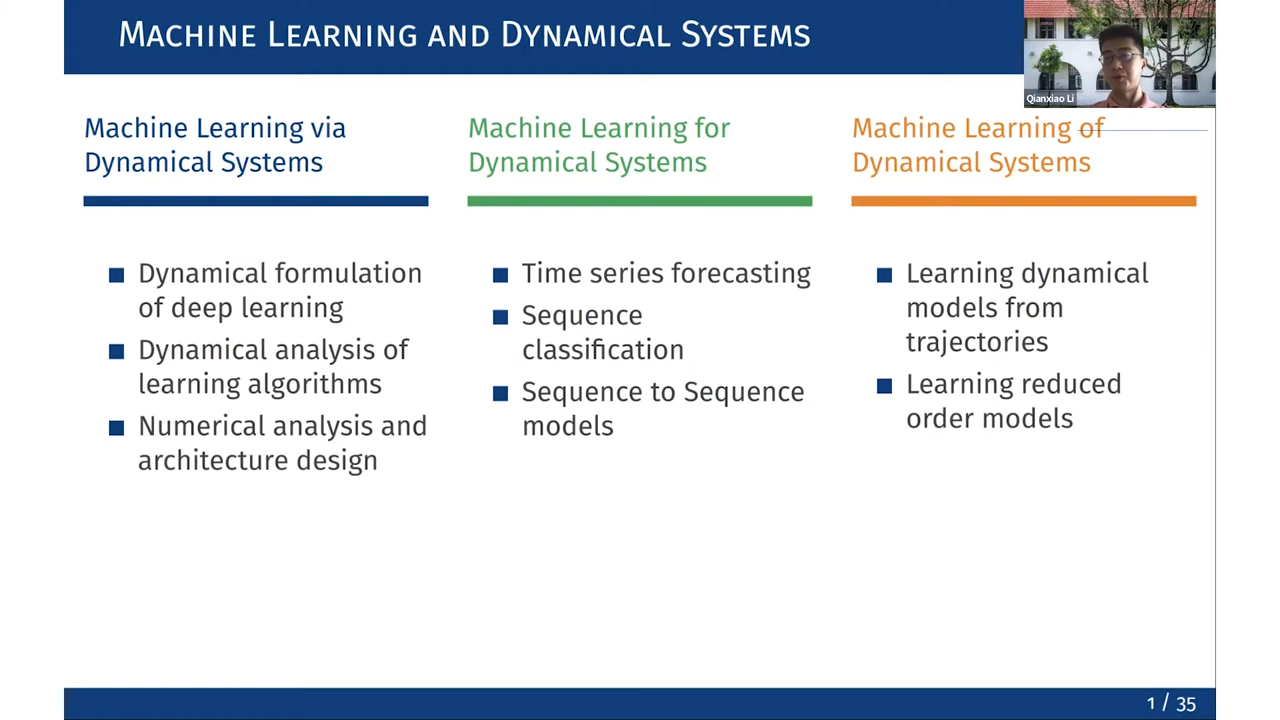 Machine Learning and Dynamical Systems
Qianxiao Li
Machine Learning via
Dynamical Systems
Dynamical formulation
of deep learning
Dynamical analysis of
learning algorithms
Numerical analysis and
architecture design
Machine Learning for
Dynamical Systems
Time series forecasting
Sequence
classification
Sequence to Sequence
models
Machine Learning of
Dynamical Systems
Learning dynamical
models from
trajectories
Learning reduced
order models
1 / 35